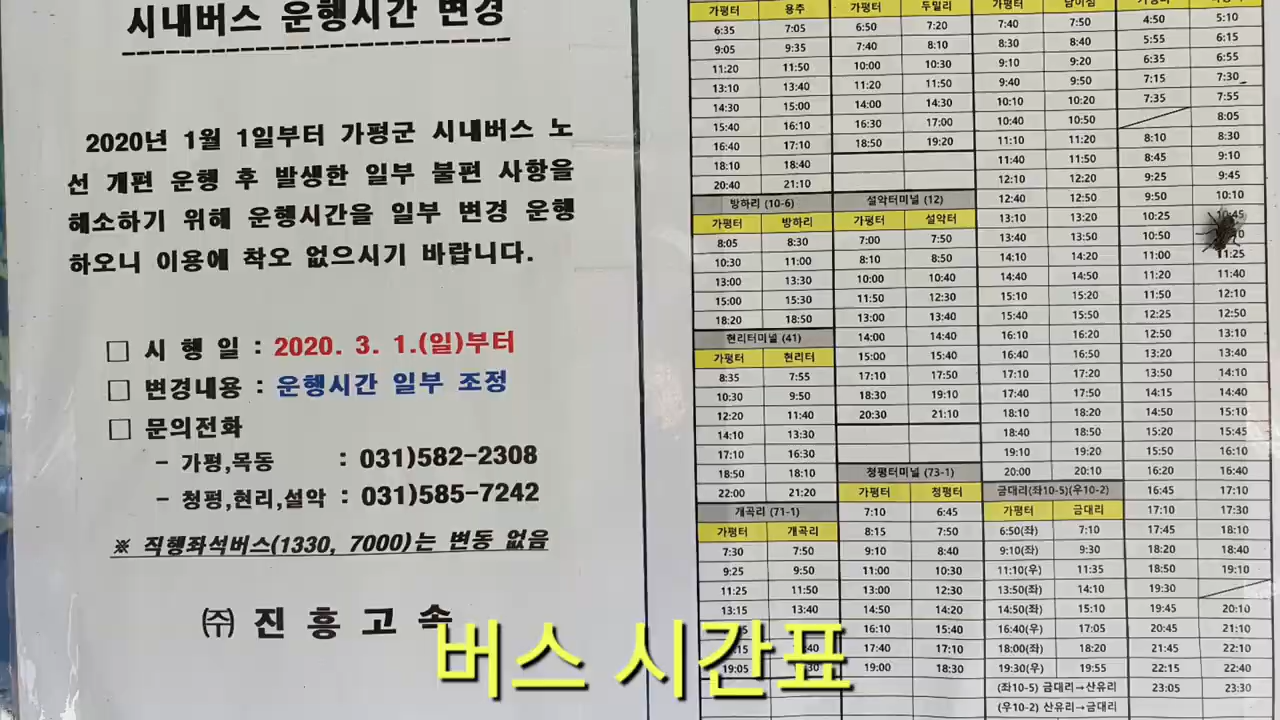 시내버스 운행시간 변경
2020년 1월 1일부터 가평군 시내버스 노
선 개편 운행 후 발생한 일부 불편 사항을
해소하기 위해 운행시간을 일부 변경 운행
하오니 이용에 착오 없으시기 바랍니다.
□ 시 행 일 : 2020. 3. 1.(일)부터
□ 변경내용 : 운행시간 일부 조정
□ 문의전화
- 가평,목동 : 031)582-2308
- 청평,현리,설악 : 031)585-7242
※ 직행좌석버스(1330, 7000)는 변동 없음
㈜ 진흥고속
가평터 용추
6:35 7:05
9:05 9:35
11:20 11:50
13:10 13:40
14:30 15:00
15:40 16:10
16:40 17:10
18:10 18:40
20:40 21:10
방하리 (10-6)
가평터 방하리
8:05 8:30
10:30 11:00
13:00 13:30
15:00 15:30
18:20 18:50
현리터미널 (41)
가평터 현리터
8:35 7:55
10:30 9:50
12:20 11:40
14:10 13:30
17:10 16:30
18:50 18:10
22:00 21:20
개곡리 (71-1)
가평터 개곡리
7:30 7:50
9:25 9:50
11:25 11:50
13:15 13:40
19:05
가평터 두밀리
6:50 7:20
7:40 8:10
10:00 10:30
11:20 11:50
14:00 14:30
16:30 17:00
18:50 19:20
설악터미널 (12)
가평터 설악터
7:00 7:50
8:10 8:50
10:00 10:40
11:50 12:30
13:00 13:40
14:00 14:40
15:00 15:40
17:10 17:50
18:30 19:10
20:30 21:10
청평터미널 (73-1)
가평터 청평터
7:10 6:45
8:15 7:50
9:10 8:40
11:00 10:30
13:00 12:30
14:50 14:20
16:10 15:40
17:40 17:10
19:00 18:30
가평터 남이섬
7:40 7:50
8:30 8:40
9:10 9:20
9:40 9:50
10:10 10:20
10:40 10:50
11:10 11:20
11:40 11:50
12:10 12:20
12:40 12:50
13:10 13:20
13:40 13:50
14:10 14:20
14:40 14:50
15:10 15:20
15:40 15:50
16:10 16:20
16:40 16:50
17:10 17:20
17:40 17:50
18:10 18:20
18:40 18:50
19:10 19:20
20:00 20:10
금대리(좌10-5)(우10-2)
가평터 금대리
6:50(좌) 7:10
9:10(좌) 9:30
11:10(우) 11:35
13:50(좌) 14:10
14:50(좌) 15:10
16:40(우) 17:05
18:00(좌) 18:20
19:30(우) 19:55
(좌10-5) 금대리→산유리
(우10-2) 산유리→금대리
4:50 5:10
5:55 6:15
6:35 6:55
7:15 7:30
7:35 7:55
8:05
8:10 8:30
8:45 9:10
9:25 9:45
9:50 10:10
10:25 10:45
10:50
11:00 11:25
11:20 11:40
11:50 12:10
12:25 12:50
12:50 13:10
13:20 13:40
13:50 14:10
14:15 14:40
14:50 15:10
15:20 15:45
15:50 16:10
16:20 16:40
16:45 17:10
17:10 17:30
17:45 18:10
18:20 18:40
18:50 19:10
19:30
19:45 20:10
20:45 21:10
21:45 22:10
22:15 22:40
23:05 23:30
버스 시간표